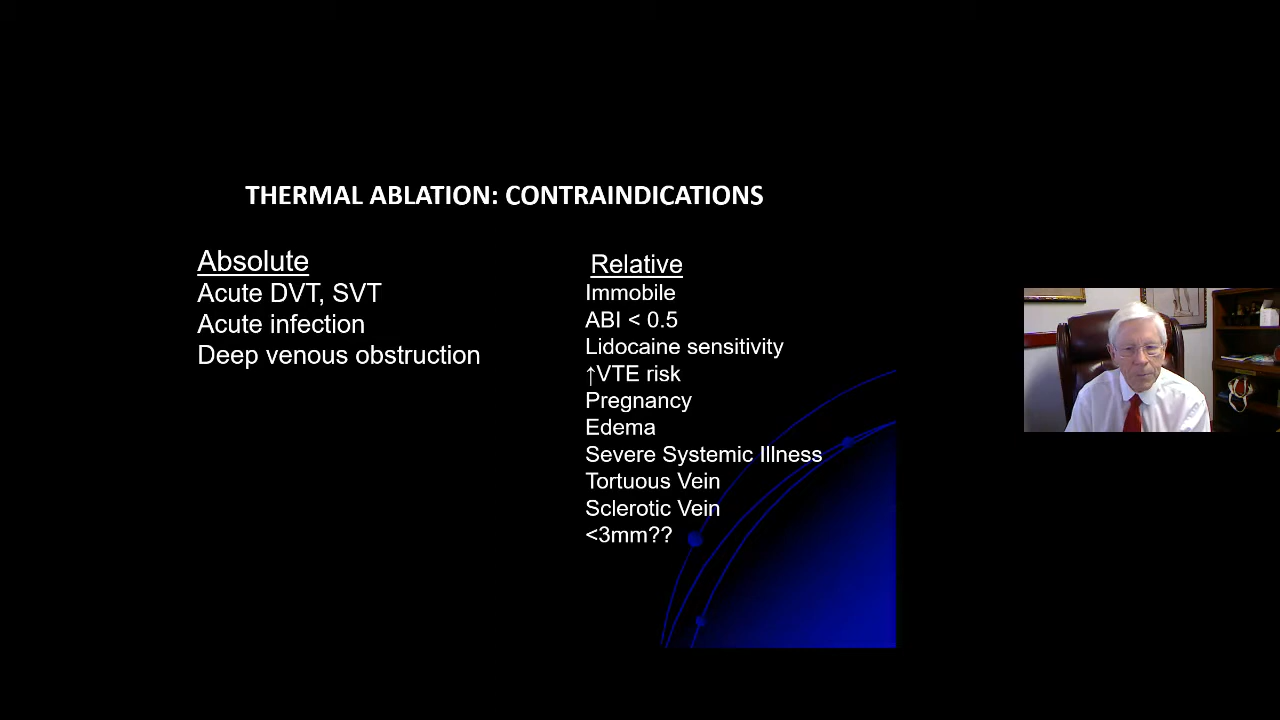 THERMAL ABLATION: CONTRAINDICATIONS
Absolute
Acute DVT, SVT
Acute infection
Deep venous obstruction
Relative
Immobile
ABI < 0.5
Lidocaine sensitivity
↑VTE risk
Pregnancy
Edema
Severe Systemic Illness
Tortuous Vein
Sclerotic Vein
<3mm??